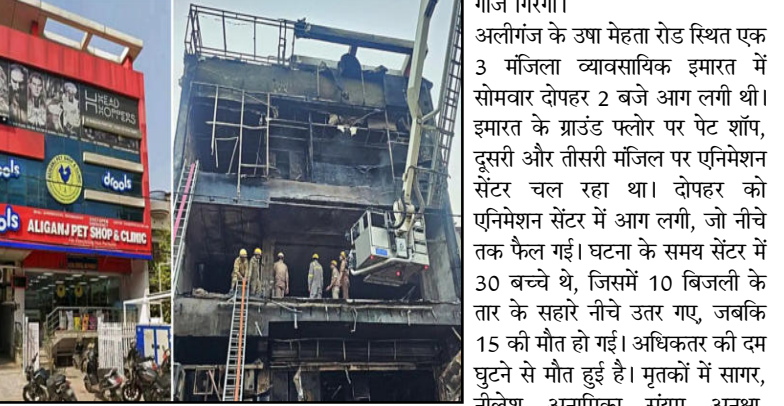 HEAD
HOPPERS
drools
ols
ols
ALIGANJ PET SHOP & CLINIC
गाज गिरेगी।
अलीगंज के उषा मेहता रोड स्थित एक
3 मंजिला व्यावसायिक इमारत में
सोमवार दोपहर 2 बजे आग लगी थी।
इमारत के ग्राउंड फ्लोर पर पेट शॉप,
दूसरी और तीसरी मंजिल पर एनिमेशन
सेंटर चल रहा था। दोपहर को
एनिमेशन सेंटर में आग लगी, जो नीचे
तक फैल गई। घटना के समय सेंटर में
30 बच्चे थे, जिसमें 10 बिजली के
तार के सहारे नीचे उतर गए, जबकि
15 की मौत हो गई। अधिकतर की दम
घुटने से मौत हुई है। मृतकों में सागर,